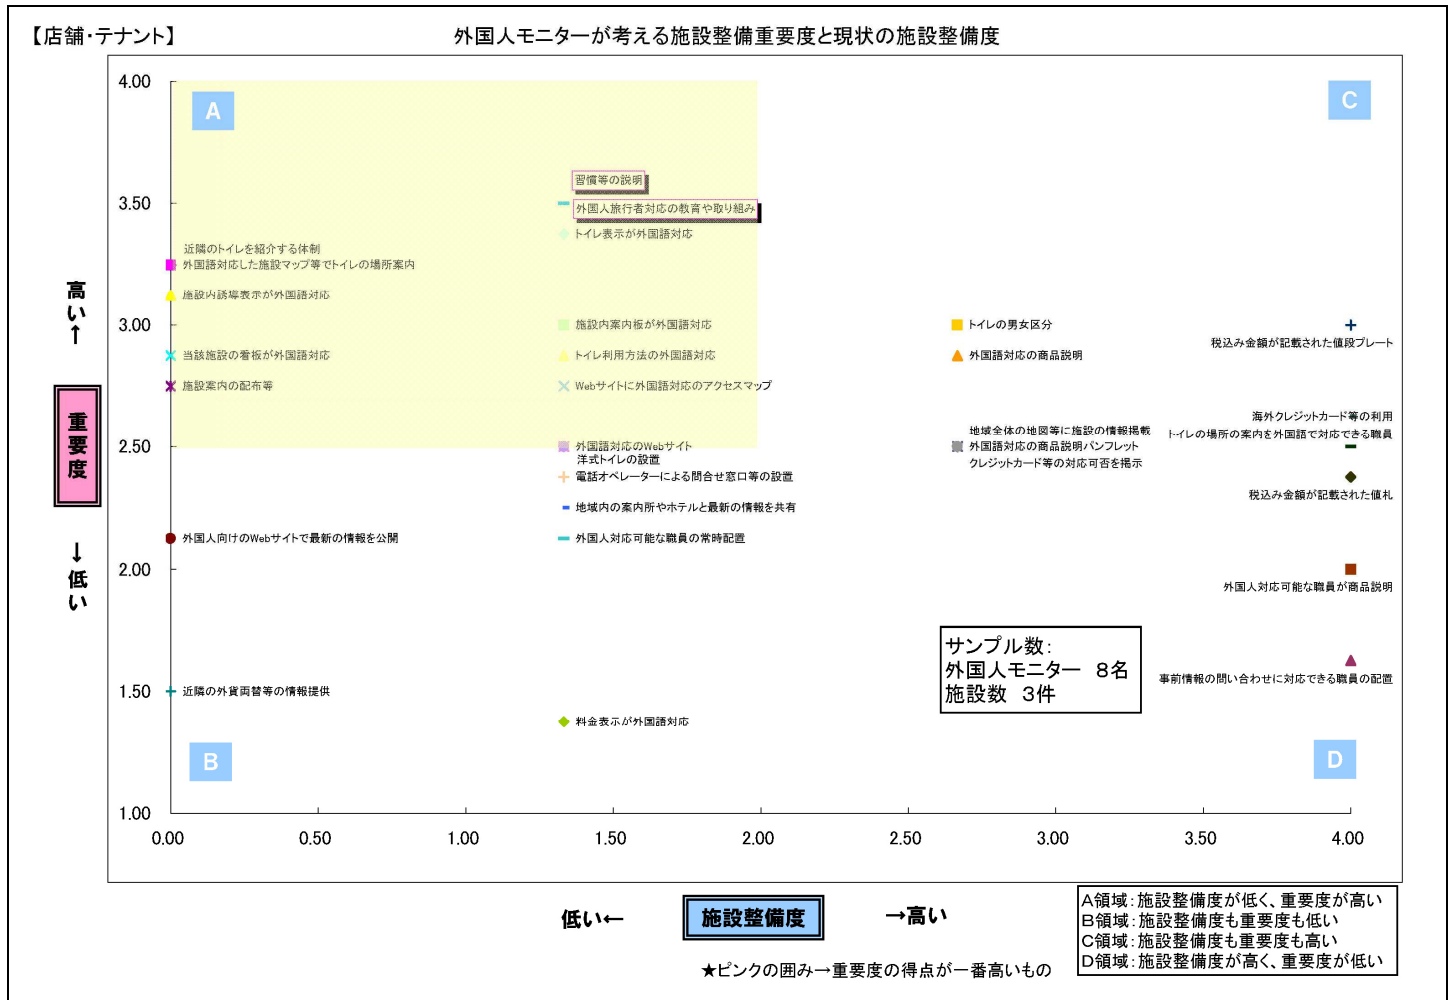 【店舗・テナント】
外国人モニターが考える施設整備重要度と現状の施設整備度
4.00
A
C
習慣等の説明
3.50
外国人旅行者対応の教育や取り組み
トイレ表示が外国語対応
近隣のトイレを紹介する体制
外国語対応した施設マップ等でトイレの場所案内
施設内誘導表示が外国語対応
高い→
3.00
施設内案内板が外国語対応
トイレの男女区分
税込み金額が記載された値段プレート
当該施設の看板が外国語対応
トイレ利用方法の外国語対応
外国語対応の商品説明
施設案内の配布等
Webサイトに外国語対応のアクセスマップ
重要度
海外クレジットカード等の利用
地域全体の地図等に施設の情報掲載
トイレの場所の案内を外国語で対応できる職員
2.50
外国語対応のWebサイト
外国語対応の商品説明パンフレット
洋式トイレの設置
クレジットカード等の対応可否を掲示
電話オペレーターによる問合せ窓口等の設置
税込み金額が記載された値札
地域内の案内所やホテルと最新の情報を共有
外国人向けのWebサイトで最新の情報を公開
外国人対応可能な職員の常時配置
←低い
2.00
外国人対応可能な職員が商品説明
サンプル数:
外国人モニター 8名
施設数 3件
事前情報の問い合わせに対応できる職員の配置
1.50
近隣の外貨両替等の情報提供
料金表示が外国語対応
B
D
1.00
0.00 0.50 1.00 1.50 2.00 2.50 3.00 3.50 4.00
低い←
施設整備度
→高い
A領域:施設整備度が低く、重要度が高い
B領域:施設整備度も重要度も低い
C領域:施設整備度も重要度も高い
D領域:施設整備度が高く、重要度が低い
★ピンクの囲み→重要度の得点が一番高いもの